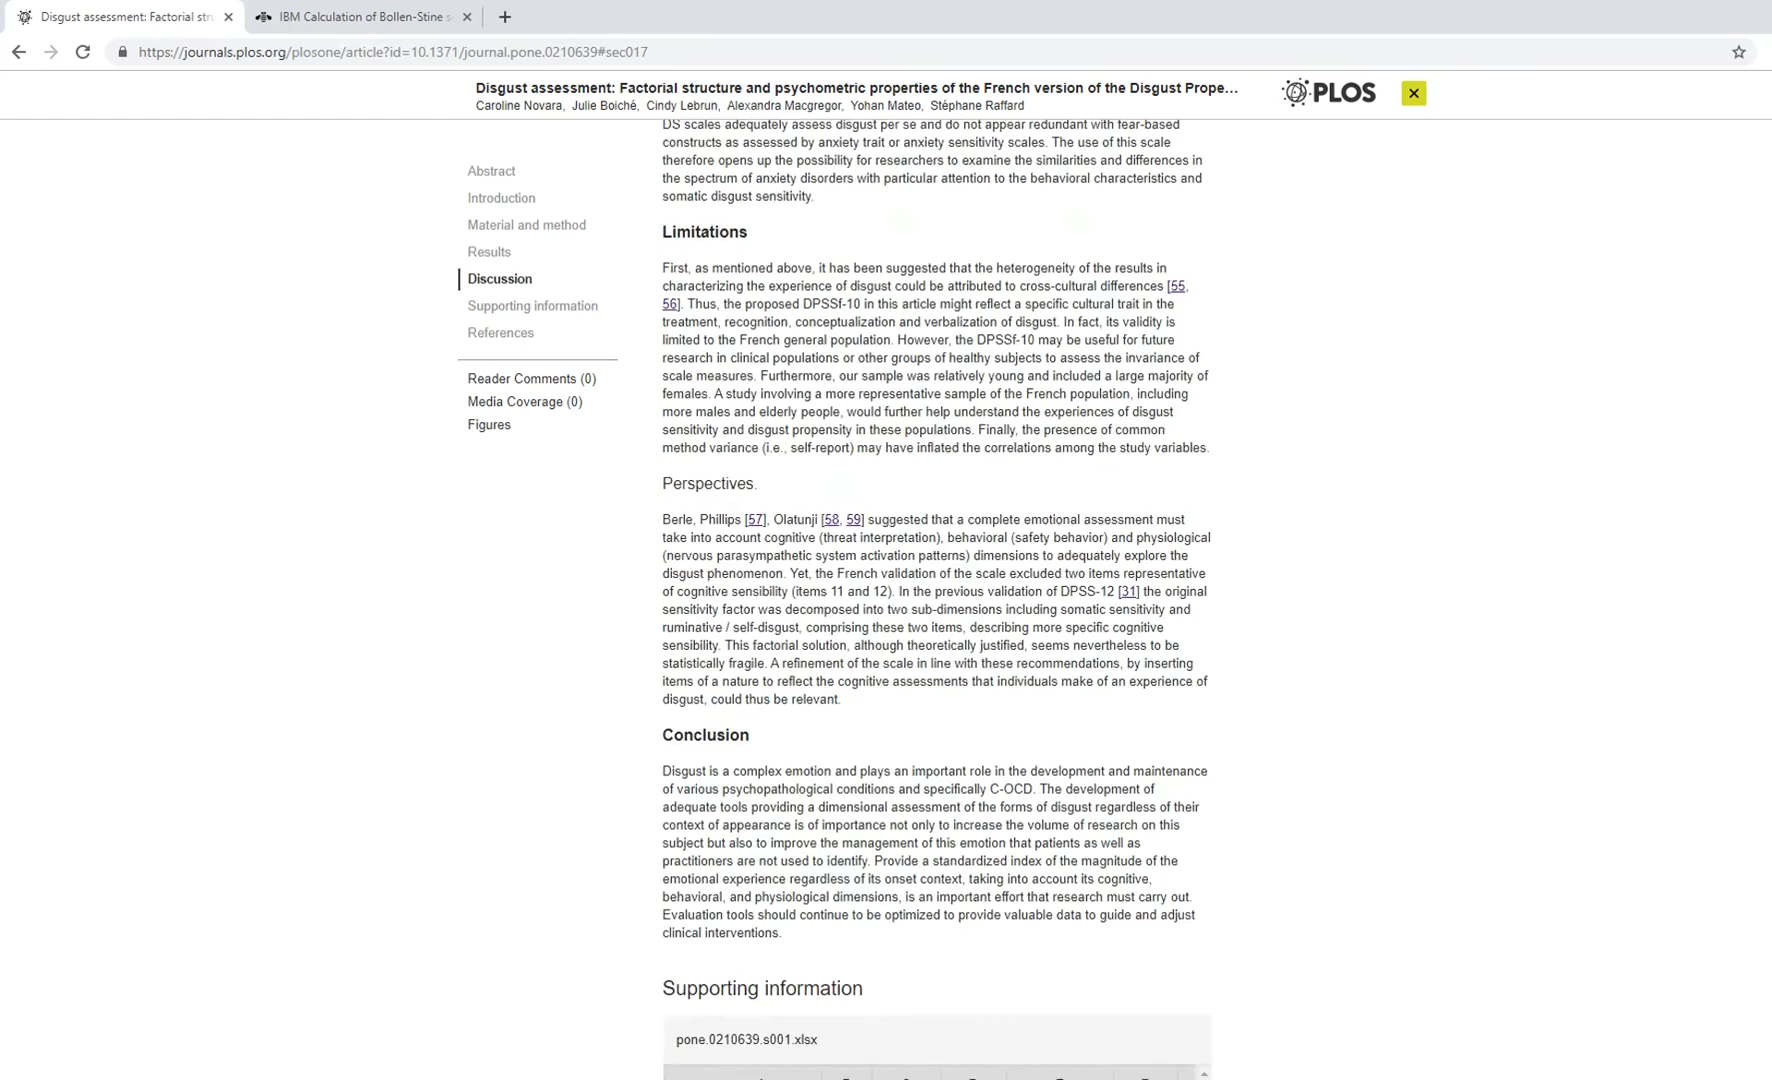 Disgust assessment: Factorial str
IBM Calculation of Bollen-Stine s
https://journals.plos.org/plosone/article?id=10.1371/journal.pone.0210639#sec017
Disgust assessment: Factorial structure and psychometric properties of the French version of the Disgust Prope...
Caroline Novara, Julie Boiché, Cindy Lebrun, Alexandra Macgregor, Yohan Mateo, Stéphane Raffard
PLOS
Abstract
Introduction
Material and method
Results
Discussion
Supporting information
References
Reader Comments (0)
Media Coverage (0)
Figures
DS scales adequately assess disgust per se and do not appear redundant with fear-based
constructs as assessed by anxiety trait or anxiety sensitivity scales. The use of this scale
therefore opens up the possibility for researchers to examine the similarities and differences in
the spectrum of anxiety disorders with particular attention to the behavioral characteristics and
somatic disgust sensitivity.
Limitations
First, as mentioned above, it has been suggested that the heterogeneity of the results in
characterizing the experience of disgust could be attributed to cross-cultural differences [55,
56]. Thus, the proposed DPSSf-10 in this article might reflect a specific cultural trait in the
treatment, recognition, conceptualization and verbalization of disgust. In fact, its validity is
limited to the French general population. However, the DPSSf-10 may be useful for future
research in clinical populations or other groups of healthy subjects to assess the invariance of
scale measures. Furthermore, our sample was relatively young and included a large majority of
females. A study involving a more representative sample of the French population, including
more males and elderly people, would further help understand the experiences of disgust
sensitivity and disgust propensity in these populations. Finally, the presence of common
method variance (i.e., self-report) may have inflated the correlations among the study variables.
Perspectives.
Berle, Phillips [57], Olatunji [58, 59] suggested that a complete emotional assessment must
take into account cognitive (threat interpretation), behavioral (safety behavior) and physiological
(nervous parasympathetic system activation patterns) dimensions to adequately explore the
disgust phenomenon. Yet, the French validation of the scale excluded two items representative
of cognitive sensibility (items 11 and 12). In the previous validation of DPSS-12 [31] the original
sensitivity factor was decomposed into two sub-dimensions including somatic sensitivity and
ruminative / self-disgust, comprising these two items, describing more specific cognitive
sensibility. This factorial solution, although theoretically justified, seems nevertheless to be
statistically fragile. A refinement of the scale in line with these recommendations, by inserting
items of a nature to reflect the cognitive assessments that individuals make of an experience of
disgust, could thus be relevant.
Conclusion
Disgust is a complex emotion and plays an important role in the development and maintenance
of various psychopathological conditions and specifically C-OCD. The development of
adequate tools providing a dimensional assessment of the forms of disgust regardless of their
context of appearance is of importance not only to increase the volume of research on this
subject but also to improve the management of this emotion that patients as well as
practitioners are not used to identify. Provide a standardized index of the magnitude of the
emotional experience regardless of its onset context, taking into account its cognitive,
behavioral, and physiological dimensions, is an important effort that research must carry out.
Evaluation tools should continue to be optimized to provide valuable data to guide and adjust
clinical interventions.
Supporting information
pone.0210639.s001.xlsx